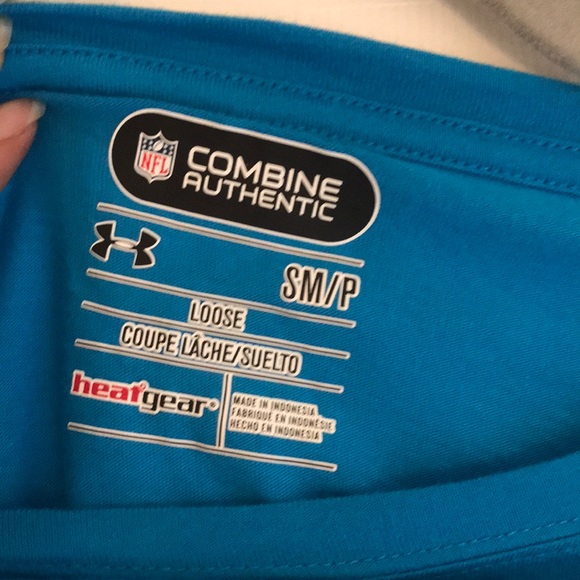 NFL
COMBINE
AUTHENTIC
SM/P
LOOSE
COUPE LÂCHE/SUELTO
heatgear®
MADE IN INDONESIA
FABRIQUÉ EN INDONÉSIE
HECHO EN INDONESIA